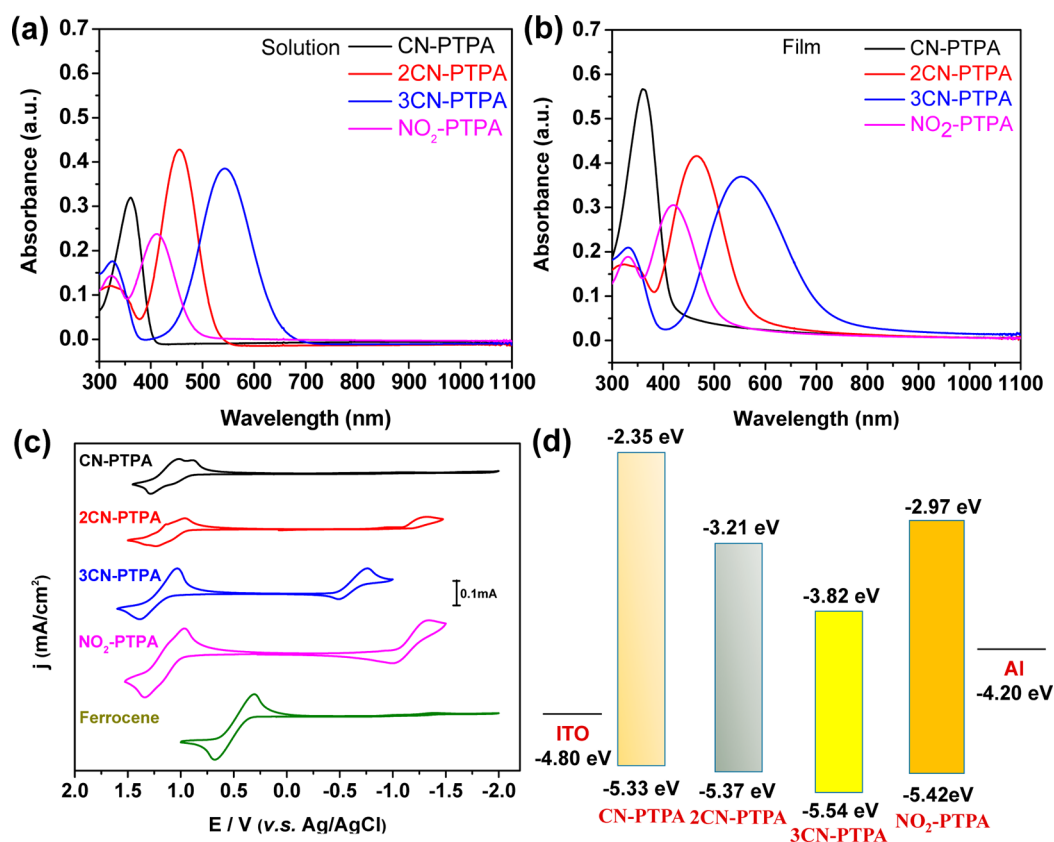 (a)
Solution
CN-PTPA
2CN-PTPA
3CN-PTPA
NO₂-PTPA
0.7
0.6
0.5
0.4
0.3
0.2
0.1
0.0
Absorbance (a.u.)
300 400 500 600 700 800 900 1000 1100
Wavelength (nm)
(b)
Film
CN-PTPA
2CN-PTPA
3CN-PTPA
NO2-PTPA
0.7
0.6
0.5
0.4
0.3
0.2
0.1
0.0
Absorbance (a.u.)
300 400 500 600 700 800 900 1000 1100
Wavelength (nm)
(c)
CN-PTPA
2CN-PTPA
3CN-PTPA
0.1mA
NO₂-PTPA
Ferrocene
j (mA/cm²)
2.0 1.5 1.0 0.5 0.0 -0.5 -1.0 -1.5 -2.0
E / V (v.s. Ag/AgCl)
(d)
-2.35 eV
-3.21 eV
-2.97 eV
-3.82 eV
Al
-4.20 eV
ITO
-4.80 eV
-5.33 eV
-5.37 eV
-5.54 eV
-5.42eV
CN-PTPA
2CN-PTPA
3CN-PTPA
NO₂-PTPA